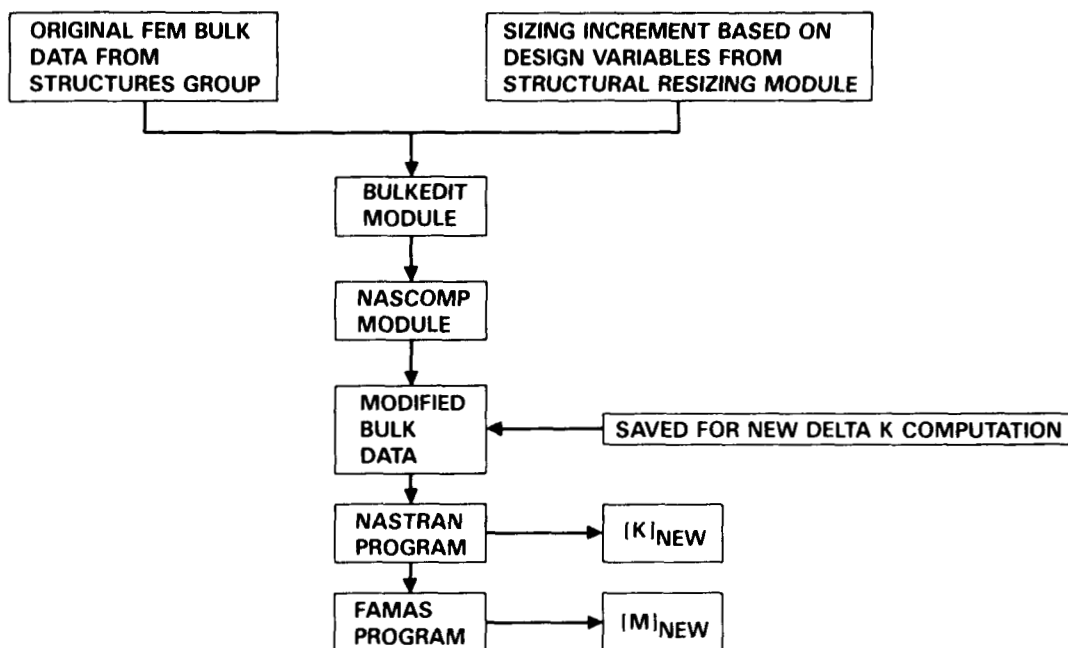 ORIGINAL FEM BULK
DATA FROM
STRUCTURES GROUP
SIZING INCREMENT BASED ON
DESIGN VARIABLES FROM
STRUCTURAL RESIZING MODULE
BULKEDIT
MODULE
NASCOMP
MODULE
MODIFIED
BULK
DATA
SAVED FOR NEW DELTA K COMPUTATION
NASTRAN
PROGRAM
[K]NEW
FAMAS
PROGRAM
[M]NEW